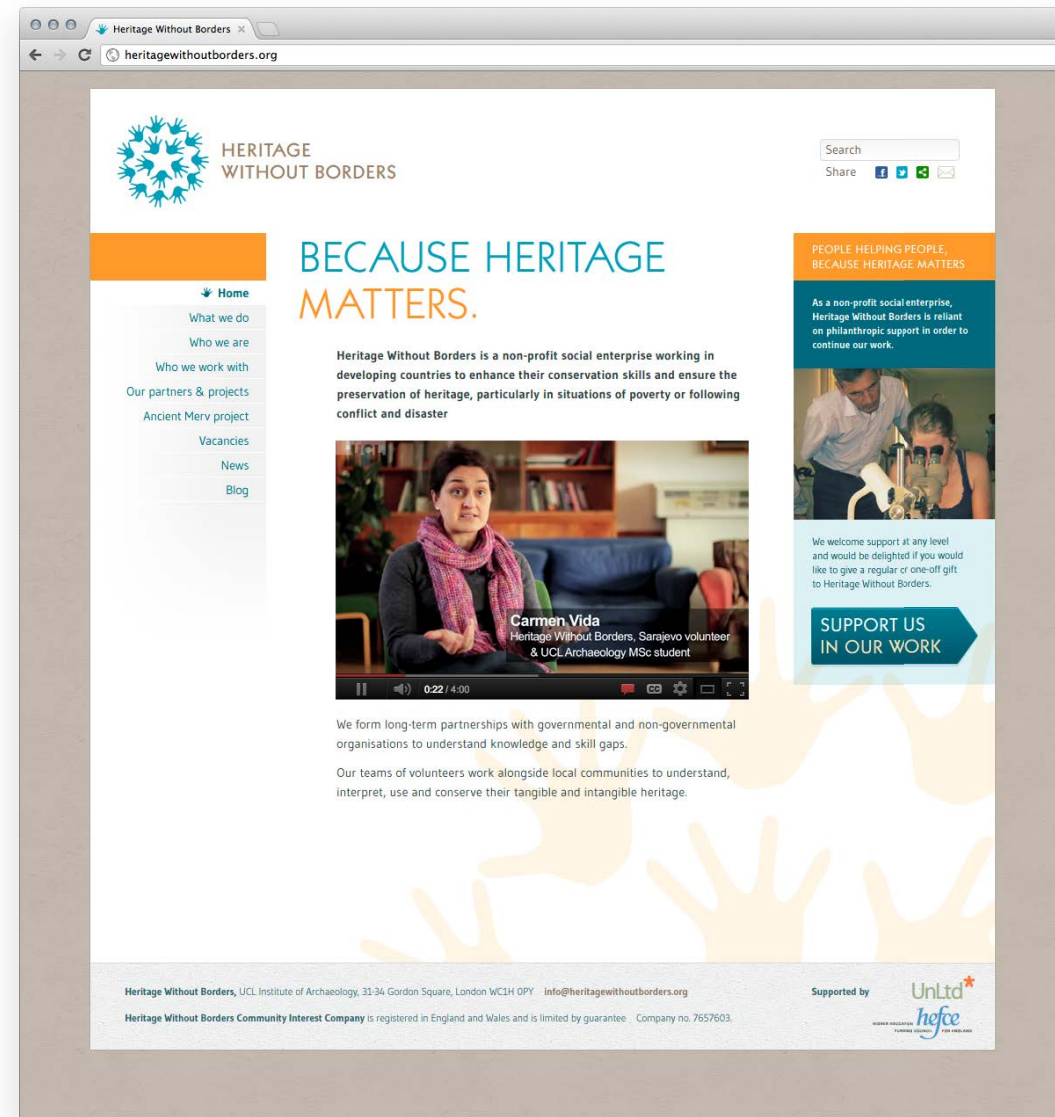 Heritage Without Borders
heritagewithoutborders.org
HERITAGE
WITHOUT BORDERS
Search
Share
BECAUSE HERITAGE
MATTERS.
Home
What we do
Who we are
Who we work with
Our partners & projects
Ancient Merv project
Vacancies
News
Blog
Heritage Without Borders is a non-profit social enterprise working in
developing countries to enhance their conservation skills and ensure the
preservation of heritage, particularly in situations of poverty or following
conflict and disaster
Carmen Vida
Heritage Without Borders, Sarajevo volunteer
& UCL Archaeology MSc student
0:22 / 4:00
CC
We form long-term partnerships with governmental and non-governmental
organisations to understand knowledge and skill gaps.
Our teams of volunteers work alongside local communities to understand,
interpret, use and conserve their tangible and intangible heritage.
PEOPLE HELPING PEOPLE,
BECAUSE HERITAGE MATTERS
As a non-profit social enterprise,
Heritage Without Borders is reliant
on philanthropic support in order to
continue our work.
We welcome support at any level
and would be delighted if you would
like to give a regular or one-off gift
to Heritage Without Borders.
SUPPORT US
IN OUR WORK
Heritage Without Borders, UCL Institute of Archaeology, 31-34 Gordon Square, London WC1H 0PY info@heritagewithoutborders.org
Heritage Without Borders Community Interest Company is registered in England and Wales and is limited by guarantee Company no. 7657603.
Supported by
UnLtd*
HIGHER EDUCATION hefce
FUNDING COUNCIL FOR ENGLAND